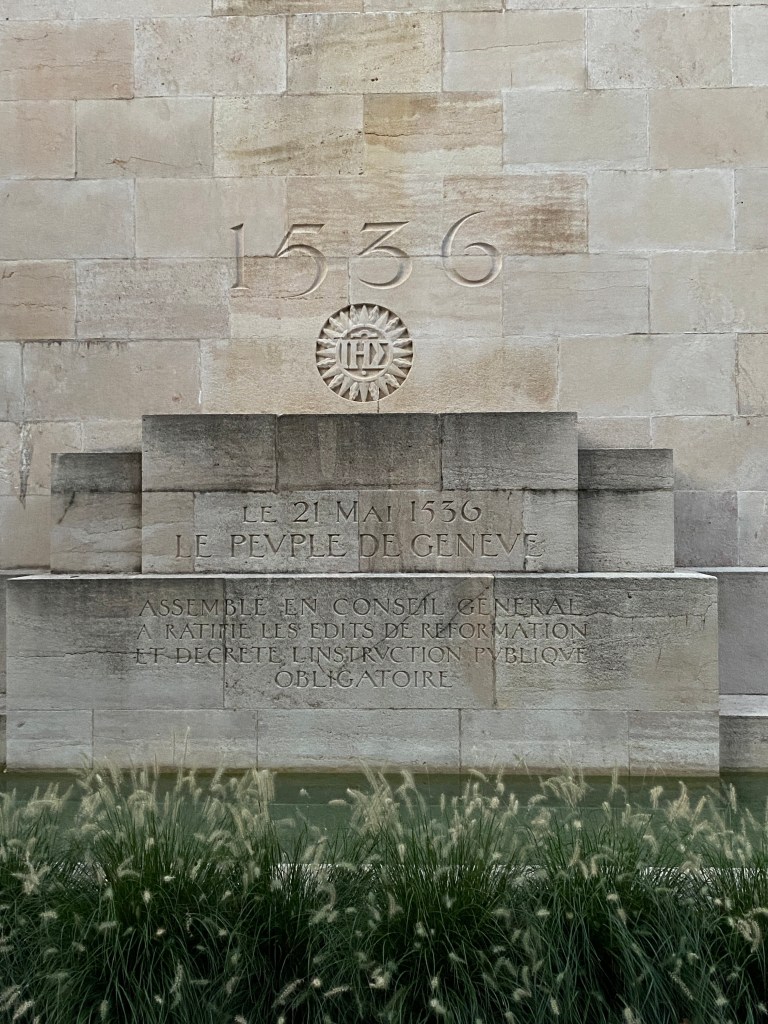 1536
IHΣ
LE 21 MAI 1536
LE PEVPLE DE GENEVE
ASSEMBLE EN CONSEIL GENERAL
A RATIFIE LES EDITS DE REFORMATION
ET DECRETE L'INSTRVCTION PVBLIQVE
OBLIGATOIRE